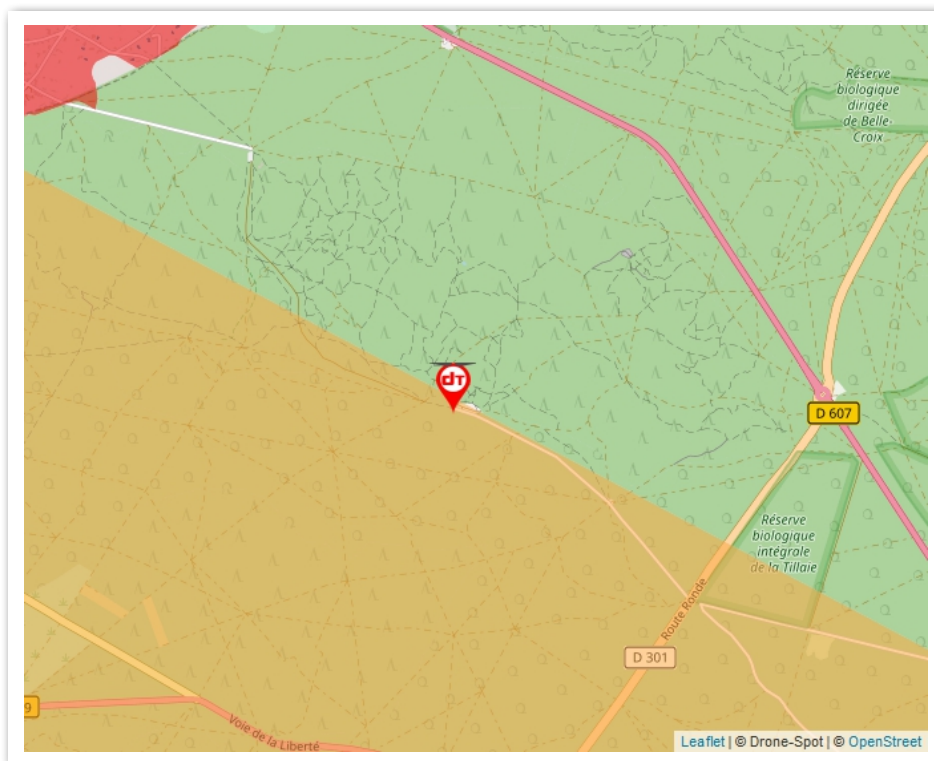 Réserve
biologique
dirigée
de Belle-
Croix
dT
D 607
Réserve
biologique
intégrale
de la Tillaie
Route Ronde
D 301
9
Voie de la Liberté
Leaflet | © Drone-Spot | © OpenStreet